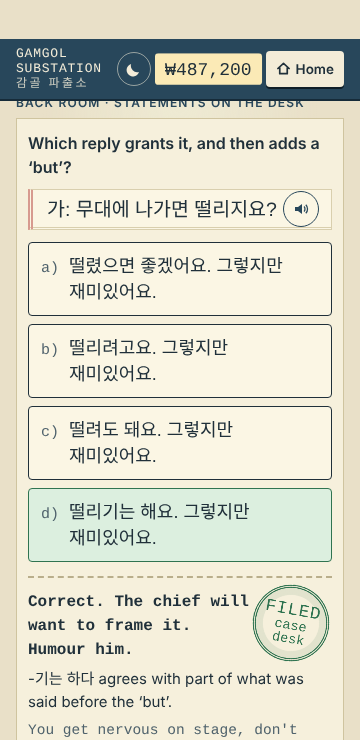 GAMGOL
SUBSTATION
감골 파출소
₩487,200
Home
BACK ROOM · STATEMENTS ON THE DESK
Which reply grants it, and then adds a
‘but’?
가: 무대에 나가면 떨리지요?
a) 떨렸으면 좋겠어요. 그렇지만
재미있어요.
b) 떨리려고요. 그렇지만
재미있어요.
c) 떨려도 돼요. 그렇지만
재미있어요.
d) 떨리기는 해요. 그렇지만
재미있어요.
Correct. The chief will
want to frame it.
Humour him.
FILED
case
desk
-기는 하다 agrees with part of what was
said before the ‘but’.
You get nervous on stage, don't